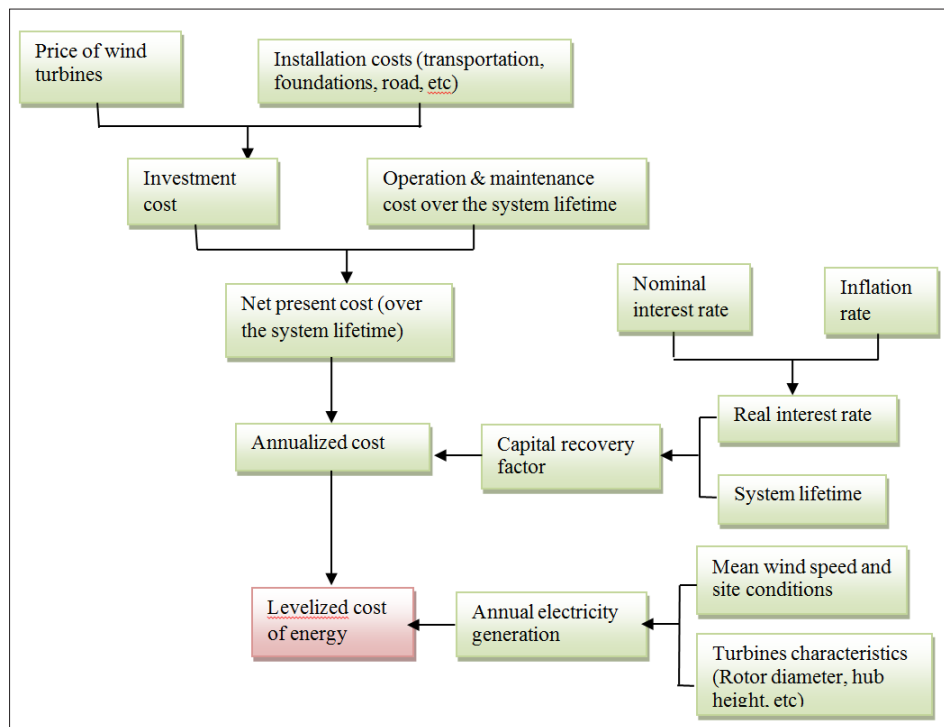 Price of wind
turbines
Installation costs (transportation,
foundations, road, etc)
Investment
cost
Operation & maintenance
cost over the system lifetime
Net present cost (over
the system lifetime)
Nominal
interest rate
Inflation
rate
Annualized cost
Capital recovery
factor
Real interest rate
System lifetime
Levelized cost
of energy
Annual electricity
generation
Mean wind speed and
site conditions
Turbines characteristics
(Rotor diameter, hub
height, etc)